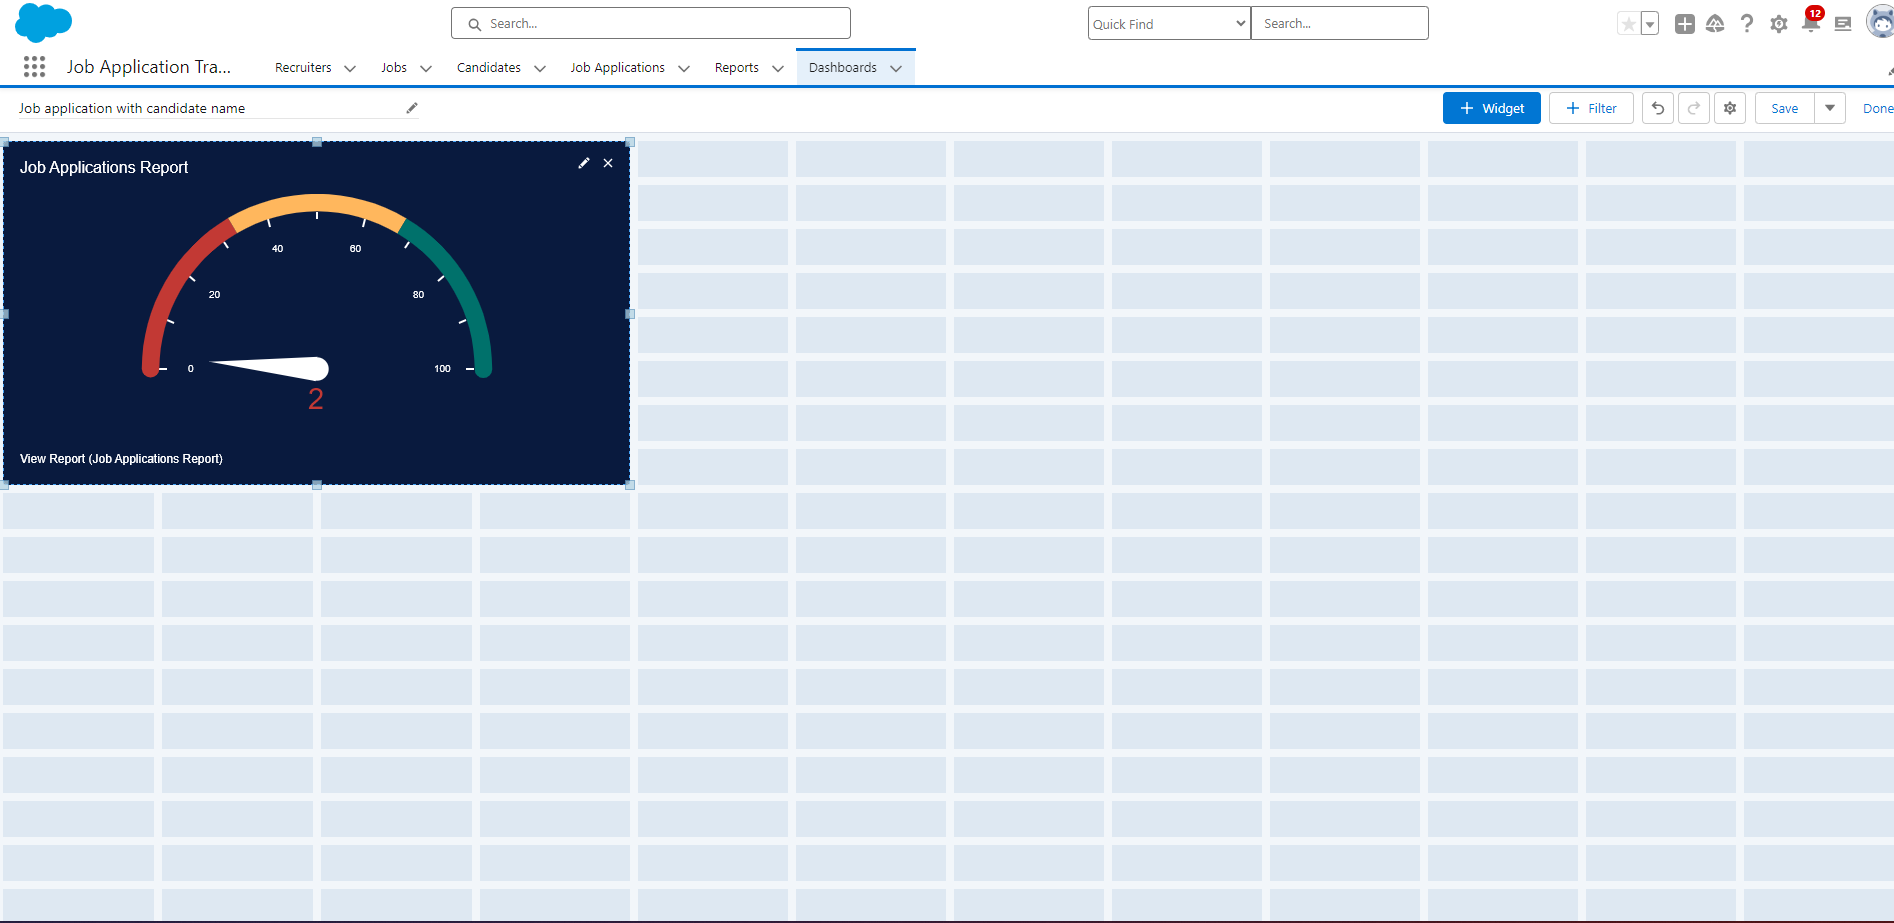 Search...
Quick Find
Search...
12
Job Application Tra...
Recruiters
Jobs
Candidates
Job Applications
Reports
Dashboards
Job application with candidate name
Widget
Filter
Save
Done
Job Applications Report
40
60
20
80
0
100
2
View Report (Job Applications Report)